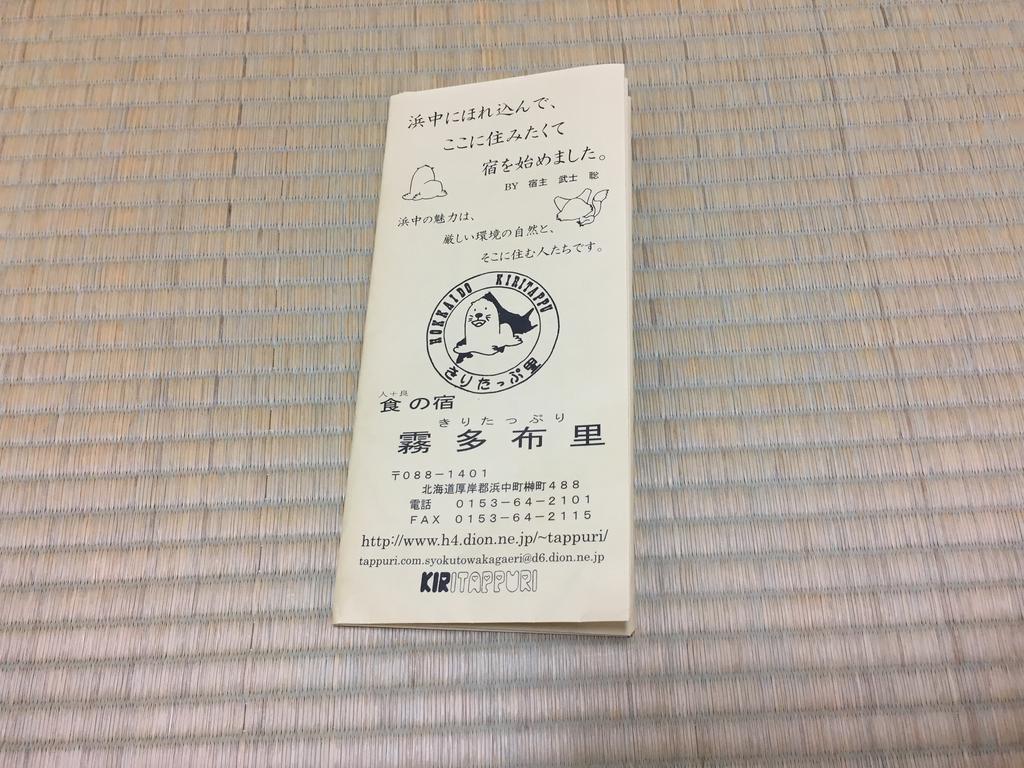 浜中にほれ込んで、
ここに住みたくて
宿を始めました。
BY 宿主 武士 聡
浜中の魅力は、
厳しい環境の自然と、
そこに住む人たちです。
HOKKAIDO KIRITAPPU
きりたっぷ里
人+良
食の宿
きりたっぷり
霧多布里
〒088-1401
北海道厚岸郡浜中町榊町488
電話 0153-64-2101
FAX 0153-64-2115
http://www.h4.dion.ne.jp/~tappuri/
tappuri.com.syokutowakagaeri@d6.dion.ne.jp
KIRITAPPURI